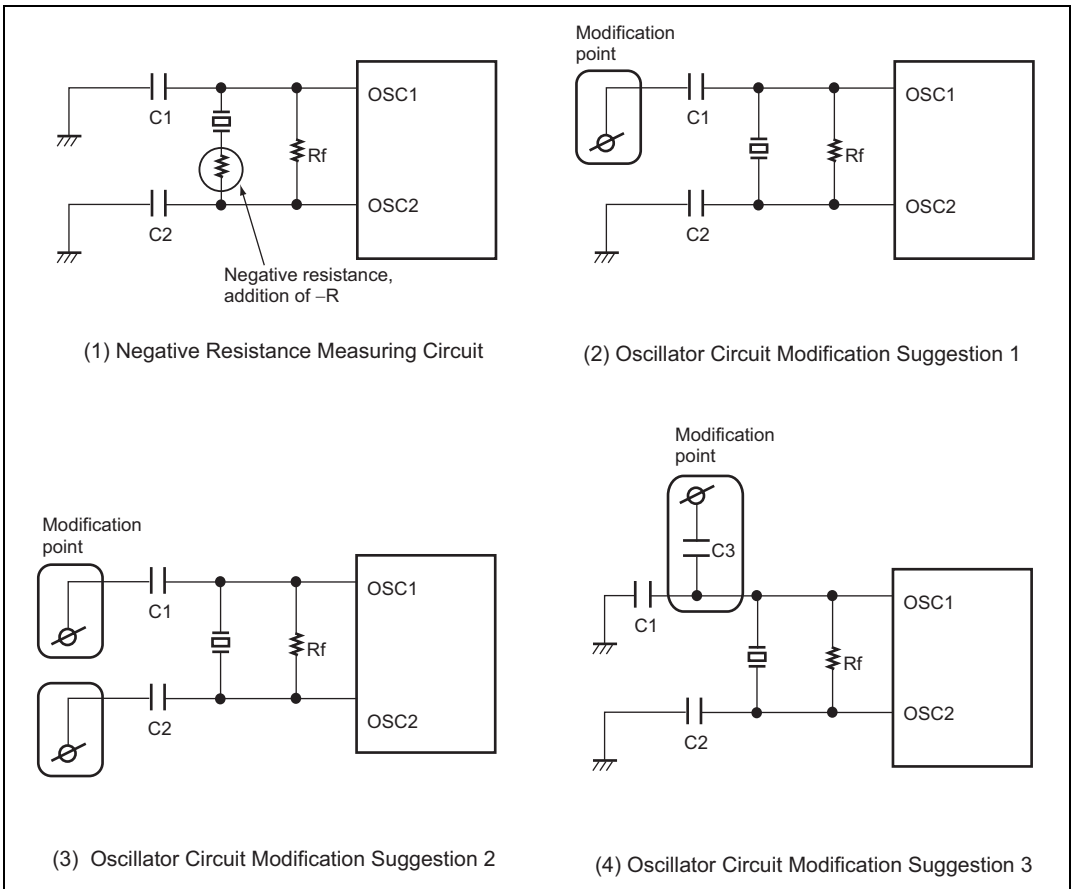 OSC1
C1
Rf
OSC2
C2
Negative resistance,
addition of −R
(1) Negative Resistance Measuring Circuit
Modification
point
OSC1
C1
Rf
OSC2
C2
(2) Oscillator Circuit Modification Suggestion 1
Modification
point
OSC1
C1
Rf
OSC2
C2
(3) Oscillator Circuit Modification Suggestion 2
Modification
point
C3
OSC1
C1
Rf
OSC2
C2
(4) Oscillator Circuit Modification Suggestion 3